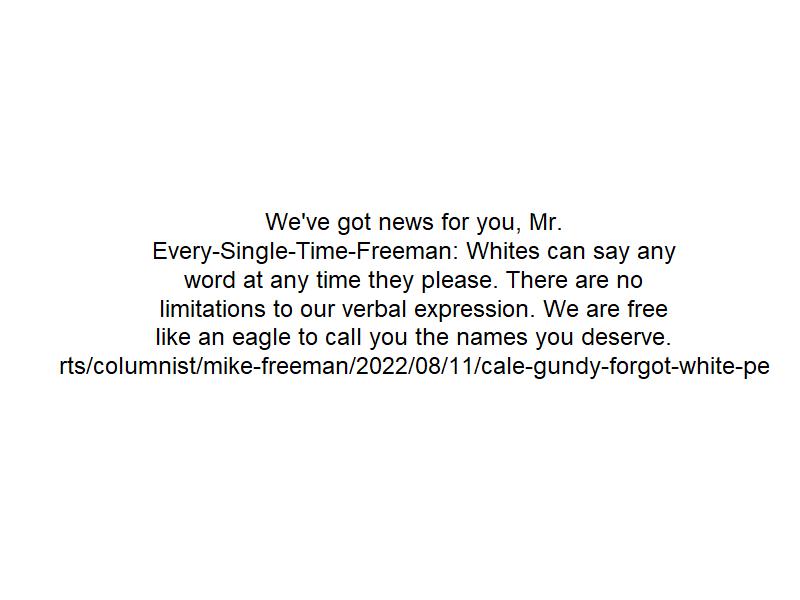 We've got news for you, Mr.
Every-Single-Time-Freeman: Whites can say any
word at any time they please. There are no
limitations to our verbal expression. We are free
like an eagle to call you the names you deserve.
rts/columnist/mike-freeman/2022/08/11/cale-gundy-forgot-white-pe